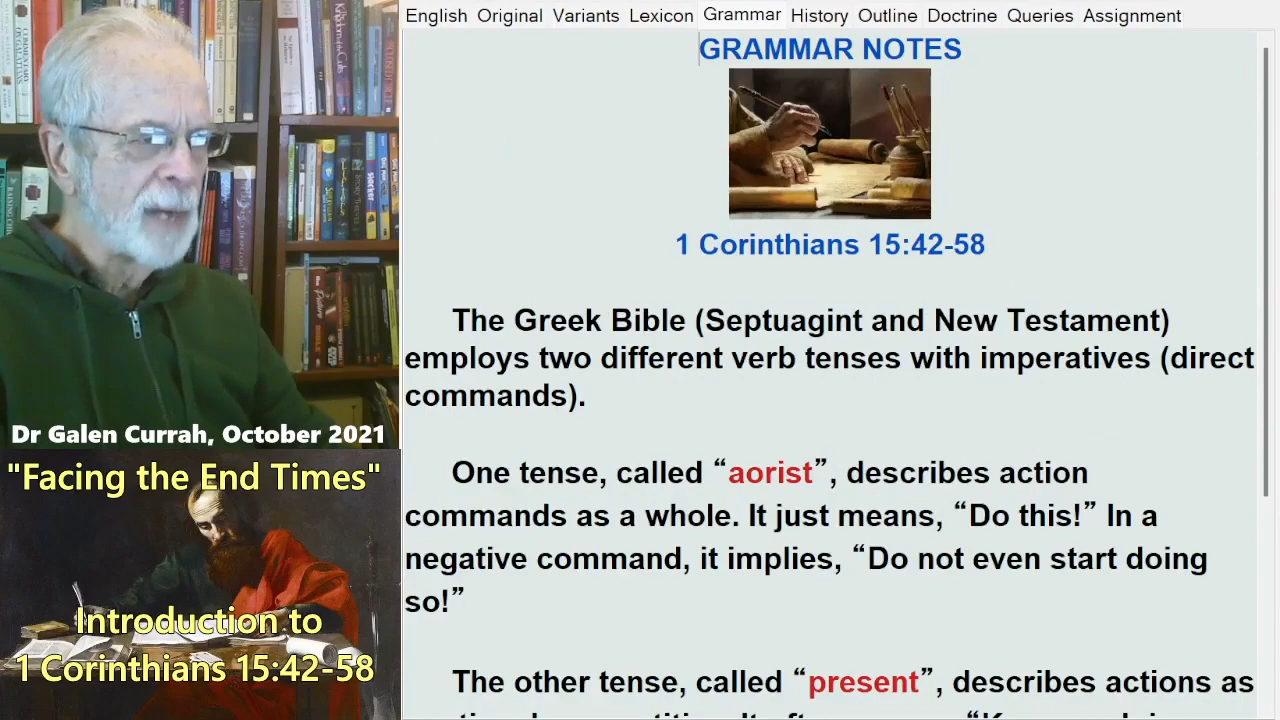 English Original Variants Lexicon Grammar History Outline Doctrine Queries Assignment
GRAMMAR NOTES
1 Corinthians 15:42-58
The Greek Bible (Septuagint and New Testament)
employs two different verb tenses with imperatives (direct
commands).
One tense, called “aorist”, describes action
commands as a whole. It just means, “Do this!” In a
negative command, it implies, “Do not even start doing
so!”
The other tense, called “present”, describes actions as
Dr Galen Currah, October 2021
"Facing the End Times"
Introduction to
1 Corinthians 15:42-58